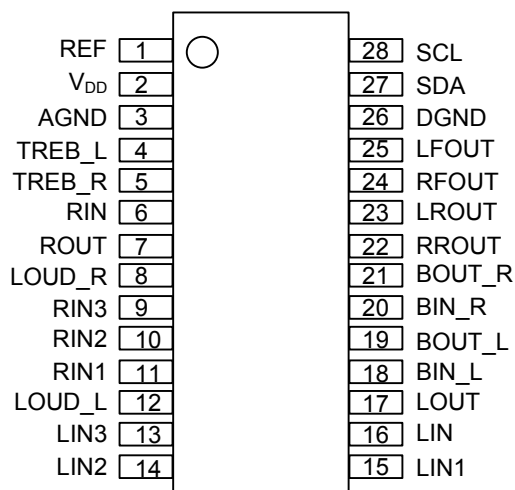 REF 1 28 SCL
VDD 2 27 SDA
AGND 3 26 DGND
TREB_L 4 25 LFOUT
TREB_R 5 24 RFOUT
RIN 6 23 LROUT
ROUT 7 22 RROUT
LOUD_R 8 21 BOUT_R
RIN3 9 20 BIN_R
RIN2 10 19 BOUT_L
RIN1 11 18 BIN_L
LOUD_L 12 17 LOUT
LIN3 13 16 LIN
LIN2 14 15 LIN1